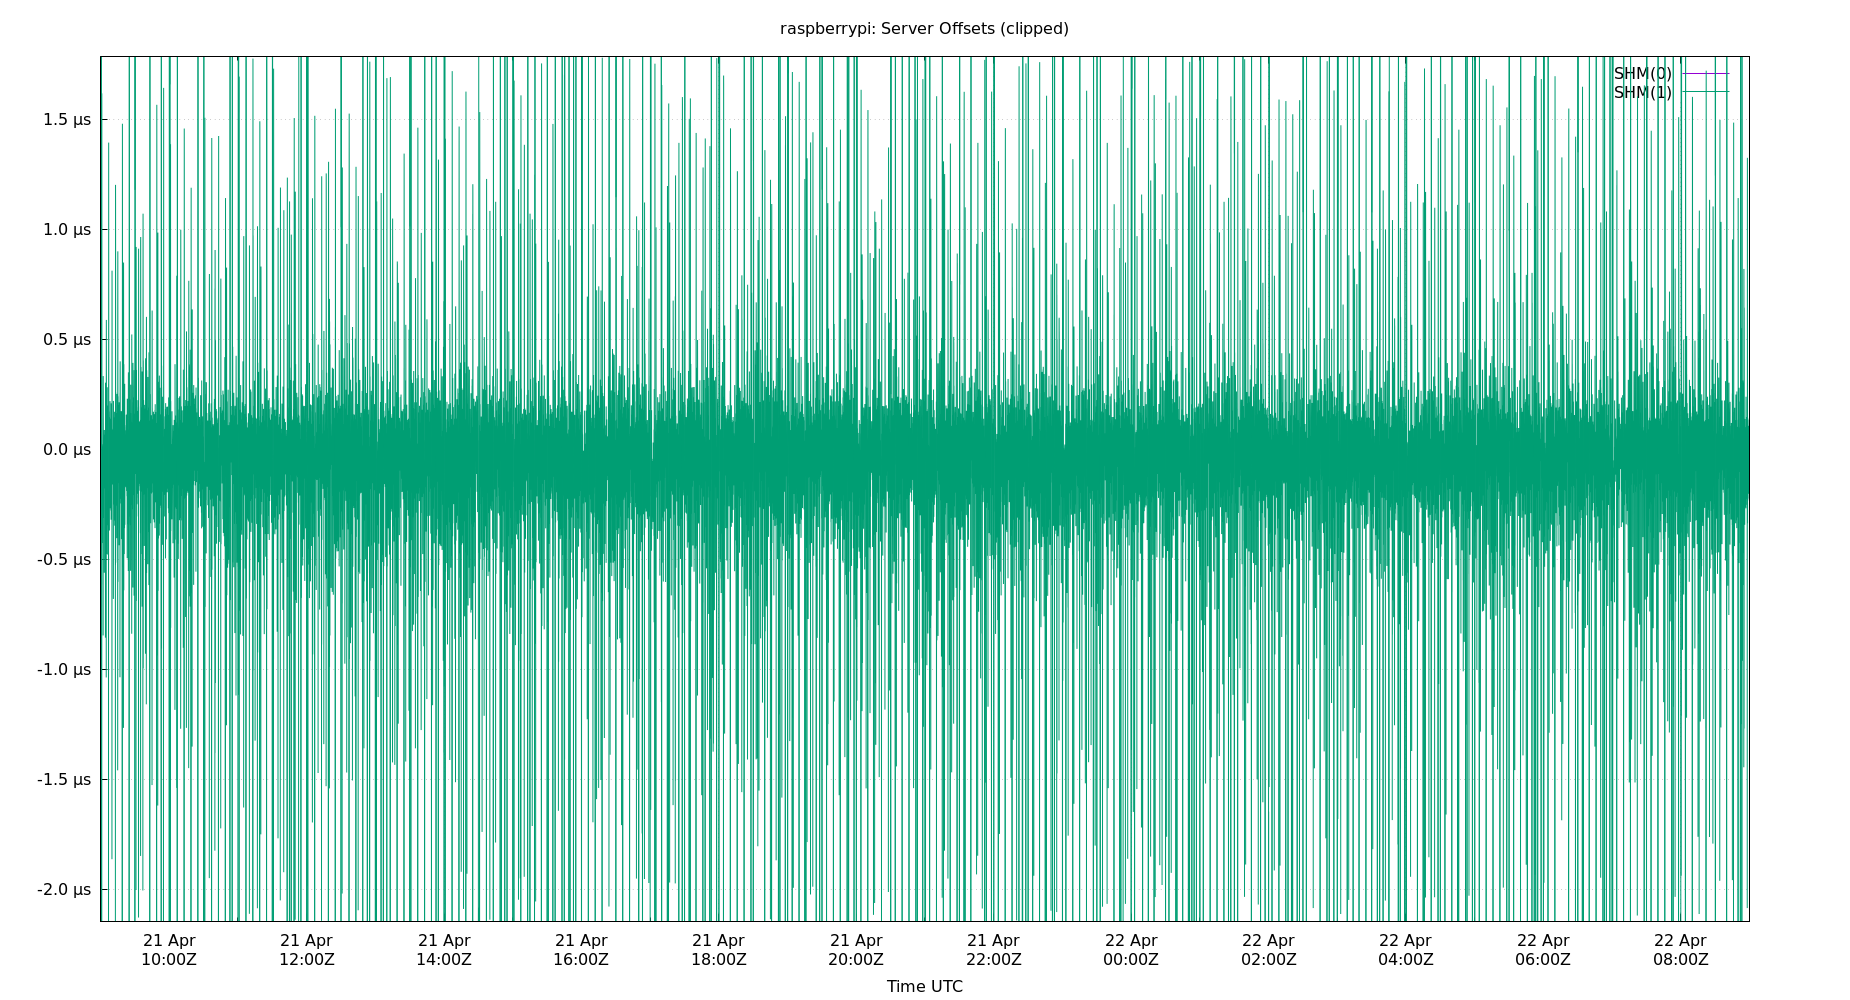 raspberrypi: Server Offsets (clipped)
SHM(0)
SHM(1)
1.5 µs
1.0 µs
0.5 µs
0.0 µs
-0.5 µs
-1.0 µs
-1.5 µs
-2.0 µs
21 Apr 21 Apr 21 Apr 21 Apr 21 Apr 21 Apr 21 Apr 22 Apr 22 Apr 22 Apr 22 Apr 22 Apr
10:00Z 12:00Z 14:00Z 16:00Z 18:00Z 20:00Z 22:00Z 00:00Z 02:00Z 04:00Z 06:00Z 08:00Z
Time UTC